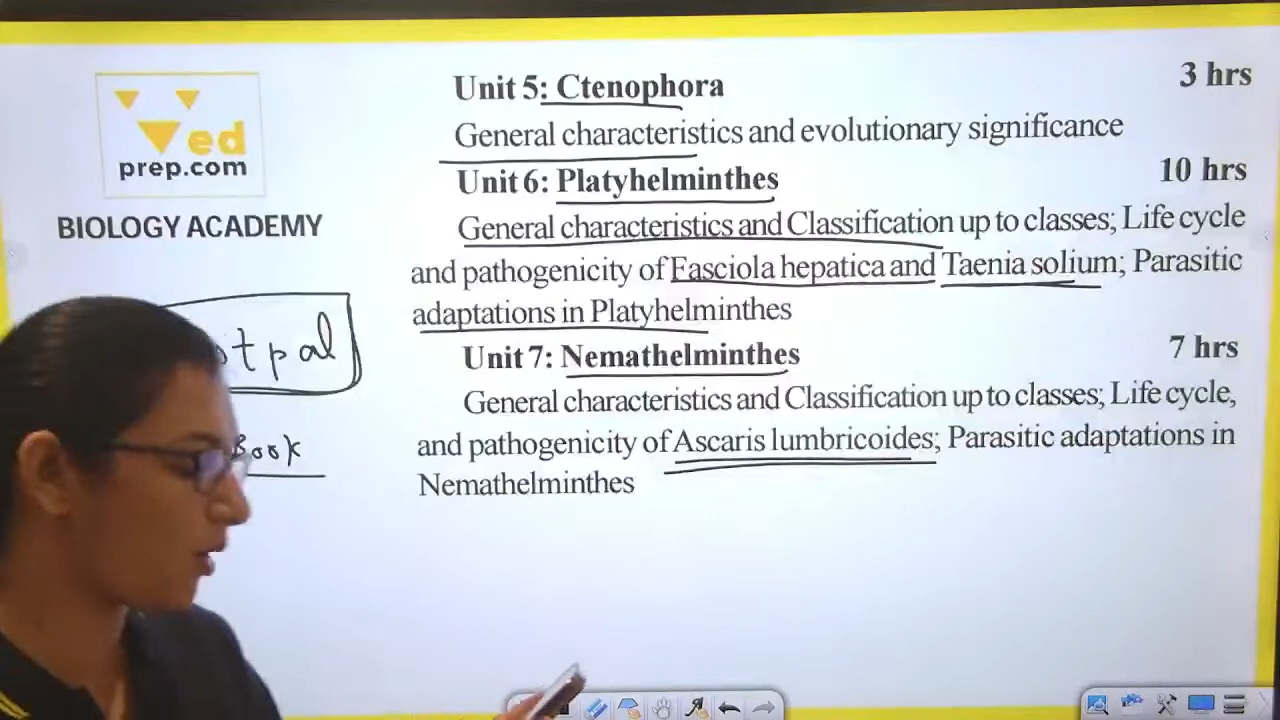 Unit 5: Ctenophora 3 hrs
General characteristics and evolutionary significance
Unit 6: Platyhelminthes 10 hrs
General characteristics and Classification up to classes; Life cycle
and pathogenicity of Fasciola hepatica and Taenia solium; Parasitic
adaptations in Platyhelminthes
Unit 7: Nemathelminthes 7 hrs
General characteristics and Classification up to classes; Life cycle,
and pathogenicity of Ascaris lumbricoides; Parasitic adaptations in
Nemathelminthes
Ved
prep.com
BIOLOGY ACADEMY
Book